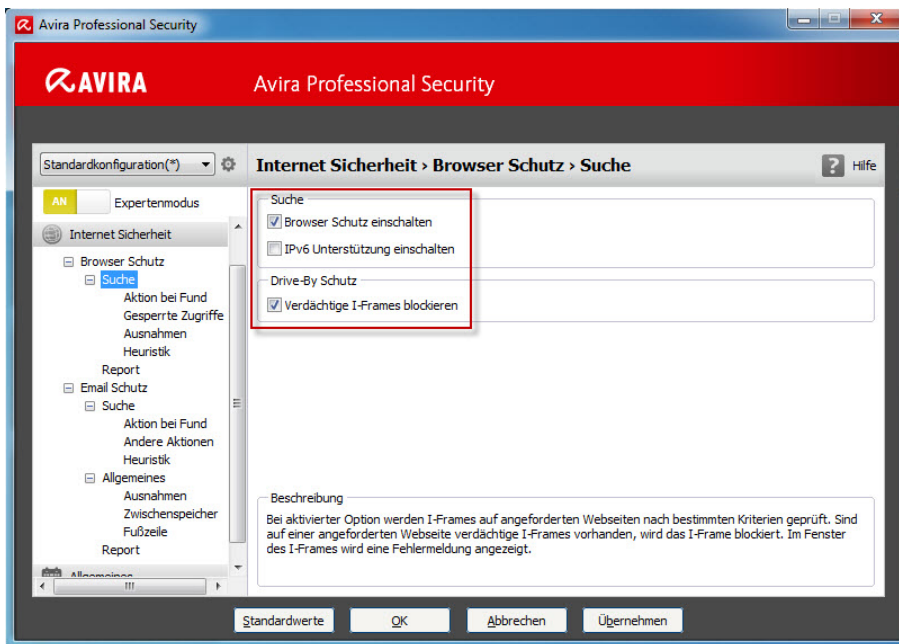 Avira Professional Security
AVIRA
Avira Professional Security
Standardkonfiguration(*)
Internet Sicherheit › Browser Schutz › Suche
? Hilfe
AN
Expertenmodus
Internet Sicherheit
Browser Schutz
Suche
Aktion bei Fund
Gesperrte Zugriffe
Ausnahmen
Heuristik
Report
Email Schutz
Suche
Aktion bei Fund
Andere Aktionen
Heuristik
Allgemeines
Ausnahmen
Zwischenspeicher
Fußzeile
Report
Allgemeines
Suche
Browser Schutz einschalten
IPv6 Unterstützung einschalten
Drive-By Schutz
Verdächtige I-Frames blockieren
Beschreibung
Bei aktivierter Option werden I-Frames auf angeforderten Webseiten nach bestimmten Kriterien geprüft. Sind
auf einer angeforderten Webseite verdächtige I-Frames vorhanden, wird das I-Frame blockiert. Im Fenster
des I-Frames wird eine Fehlermeldung angezeigt.
Standardwerte
OK
Abbrechen
Übernehmen